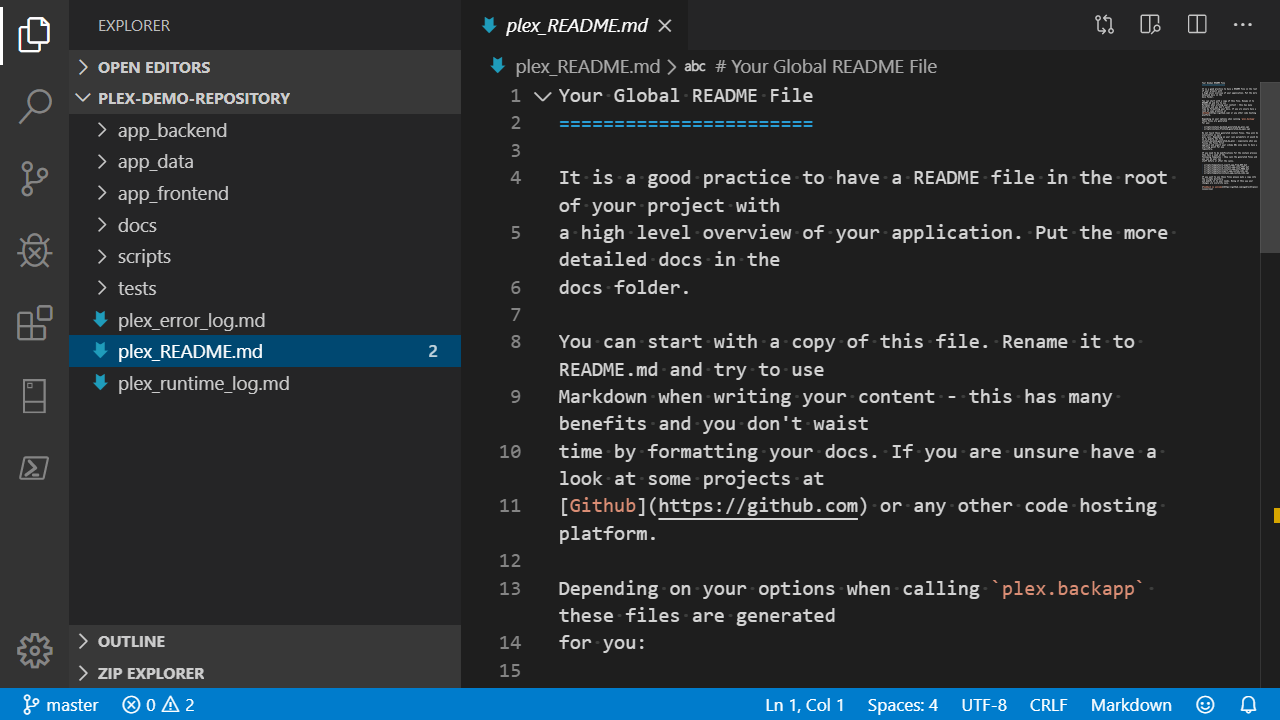 EXPLORER
OPEN EDITORS
PLEX-DEMO-REPOSITORY
app_backend
app_data
app_frontend
docs
scripts
tests
plex_error_log.md
plex_README.md 2
plex_runtime_log.md
OUTLINE
ZIP EXPLORER
plex_README.md
plex_README.md > abc # Your Global README File
1 Your Global README File
2 =======================
3
4 It is a good practice to have a README file in the root
of your project with
5 a high level overview of your application. Put the more
detailed docs in the
6 docs folder.
7
8 You can start with a copy of this file. Rename it to
README.md and try to use
9 Markdown when writing your content - this has many
benefits and you don't waist
10 time by formatting your docs. If you are unsure have a
look at some projects at
11 [Github](https://github.com) or any other code hosting
platform.
12
13 Depending on your options when calling `plex.backapp`
these files are generated
14 for you:
15
master 0 2 Ln 1, Col 1 Spaces: 4 UTF-8 CRLF Markdown